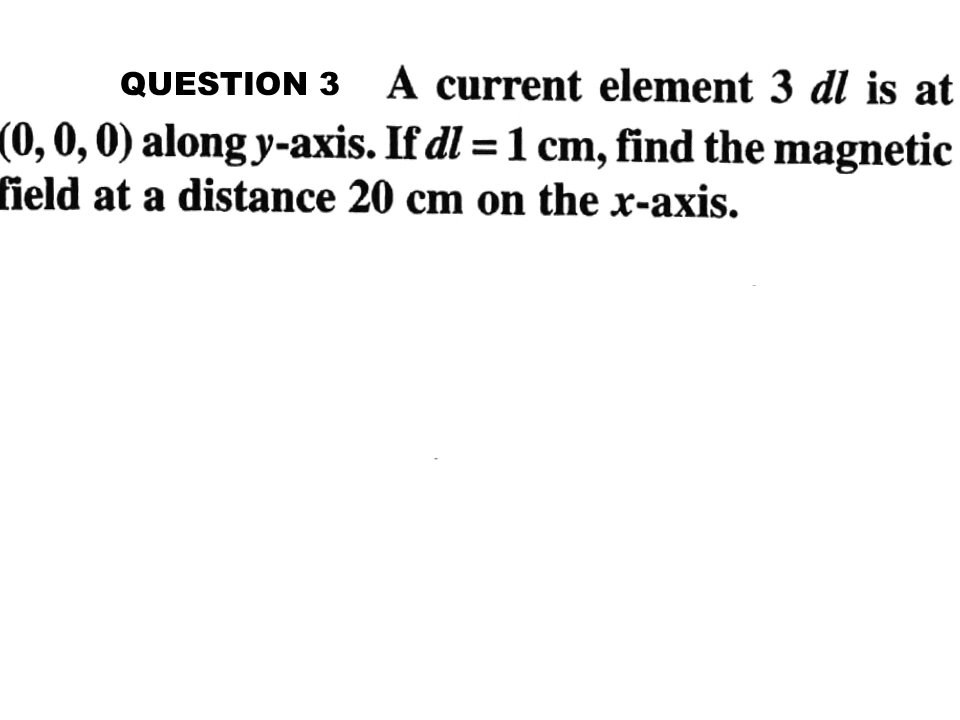 QUESTION 3 A current element 3 dl is at
(0, 0, 0) along y-axis. If dl = 1 cm, find the magnetic
field at a distance 20 cm on the x-axis.